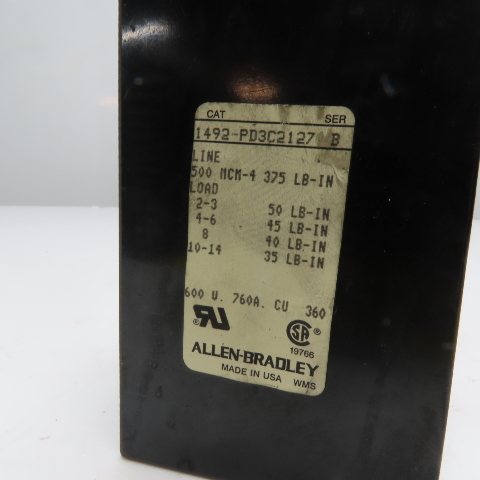 CAT SER
1492-PD3C2127 B
LINE
500 MCM-4 375 LB-IN
LOAD
2-3 50 LB-IN
4-6 45 LB-IN
8 40 LB-IN
10-14 35 LB-IN
600 V. 760A. CU 360
RU ®
SA ®
19766
ALLEN-BRADLEY
MADE IN USA WMS